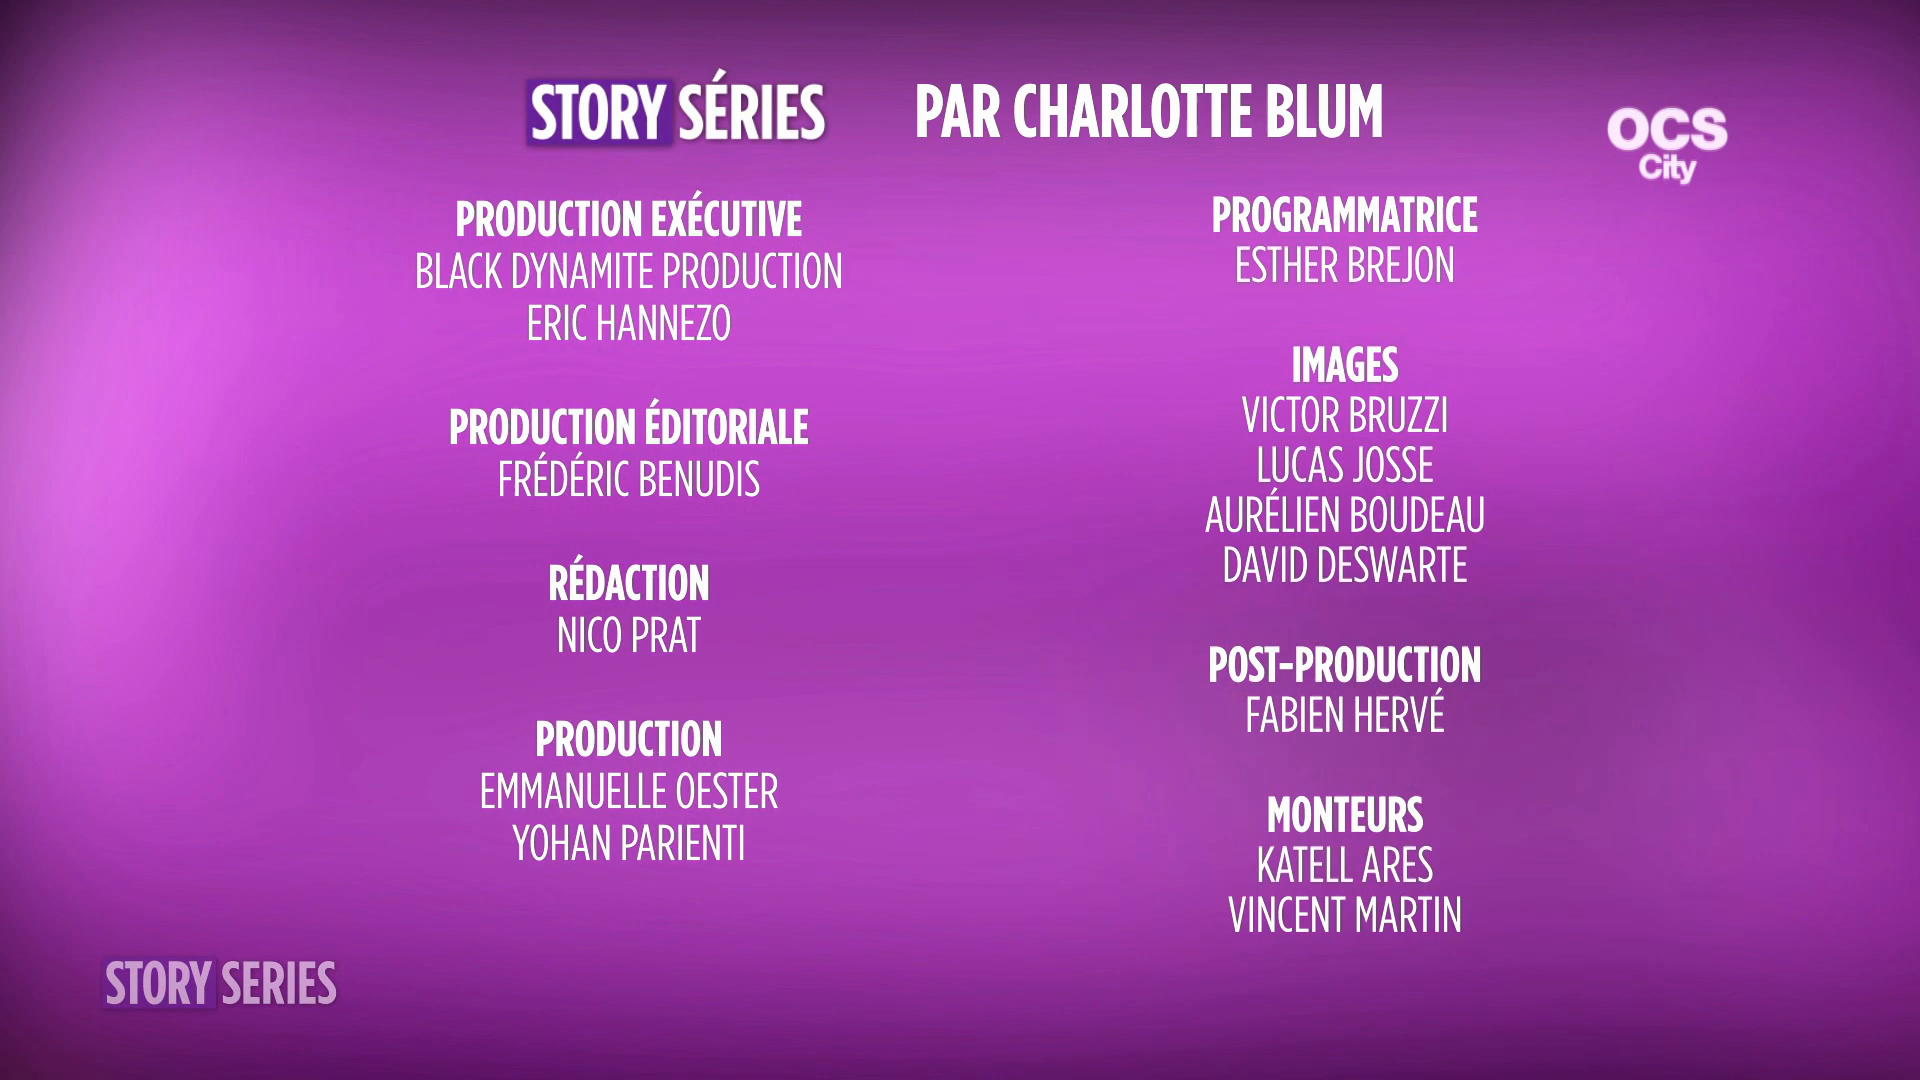 STORY SÉRIES PAR CHARLOTTE BLUM
OCS
City
PRODUCTION EXÉCUTIVE
BLACK DYNAMITE PRODUCTION
ERIC HANNEZO
PRODUCTION ÉDITORIALE
FRÉDÉRIC BENUDIS
RÉDACTION
NICO PRAT
PRODUCTION
EMMANUELLE OESTER
YOHAN PARIENTI
PROGRAMMATRICE
ESTHER BREJON
IMAGES
VICTOR BRUZZI
LUCAS JOSSE
AURÉLIEN BOUDEAU
DAVID DESWARTE
POST-PRODUCTION
FABIEN HERVÉ
MONTEURS
KATELL ARES
VINCENT MARTIN
STORY SERIES